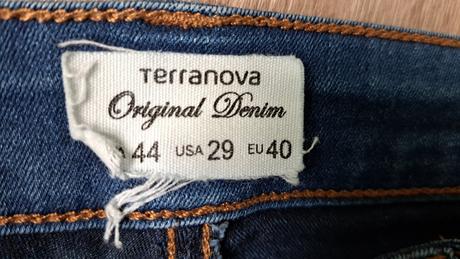 Terranova
Original Denim
44 USA 29 EU 40